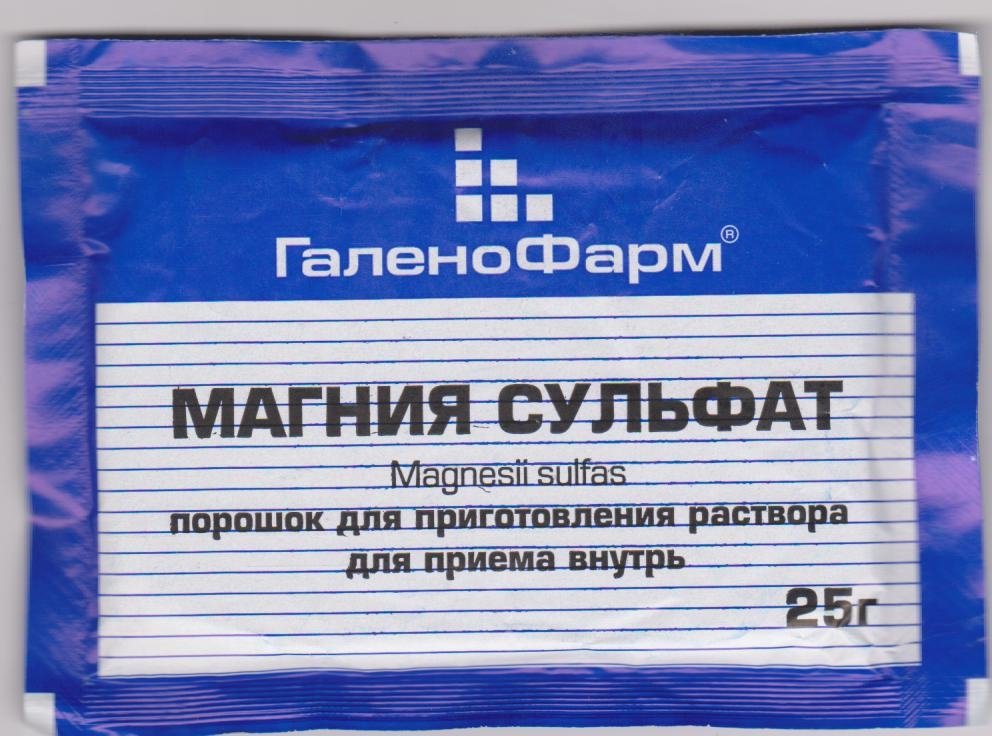 ГаленоФарм®
МАГНИЯ СУЛЬФАТ
Magnesii sulfas
порошок для приготовления раствора
для приема внутрь
25г